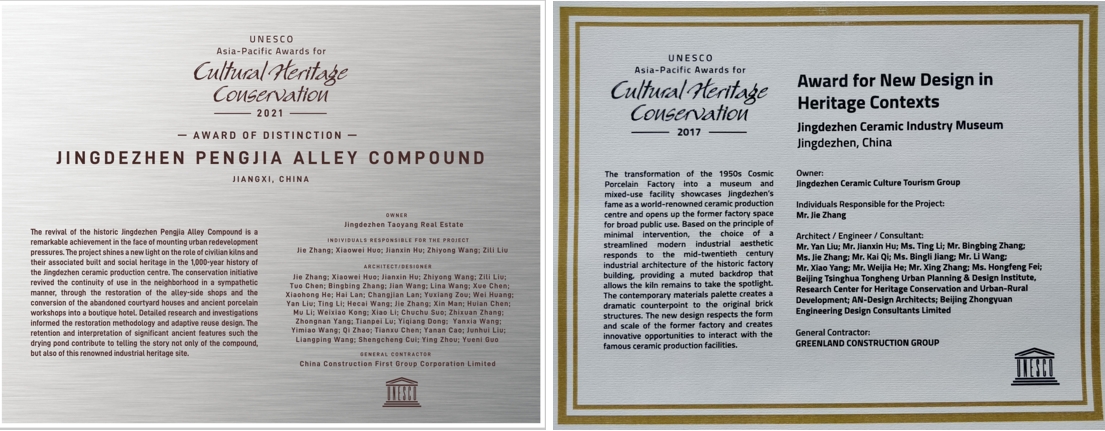 UNESCO
Asia-Pacific Awards for
Cultural Heritage
Conservation
2021
— AWARD OF DISTINCTION —
JINGDEZHEN PENGJIA ALLEY COMPOUND
JIANGXI, CHINA
The revival of the historic Jingdezhen Pengjia Alley Compound is a
remarkable achievement in the face of mounting urban redevelopment
pressures. The project shines a new light on the role of civilian kilns and
their associated built and social heritage in the 1,000-year history of
the Jingdezhen ceramic production centre. The conservation initiative
revived the continuity of use in the neighborhood in a sympathetic
manner, through the restoration of the alley-side shops and the
conversion of the abandoned courtyard houses and ancient porcelain
workshops into a boutique hotel. Detailed research and investigations
informed the restoration methodology and adaptive reuse design. The
retention and interpretation of significant ancient features such the
drying pond contribute to telling the story not only of the compound,
but also of this renowned industrial heritage site.
OWNER
Jingdezhen Taoyang Real Estate
INDIVIDUALS RESPONSIBLE FOR THE PROJECT
Jie Zhang; Xiaowei Huo; Jianxin Hu; Zhiyong Wang; Zili Liu
ARCHITECT/DESIGNER
Jie Zhang; Xiaowei Huo; Jianxin Hu; Zhiyong Wang; Zili Liu;
Tuo Chen; Bingbing Zhang; Jian Wang; Lina Wang; Xue Chen;
Xiaohong He; Hai Lan; Changjian Lan; Yuxiang Zou; Wei Huang;
Yan Liu; Ting Li; Hecai Wang; Jie Zhang; Xin Man; Huian Chen;
Mu Li; Weixiao Kong; Xiao Li; Chuchu Suo; Zhixuan Zhang;
Zhongnan Yang; Tianpei Lu; Yiqiang Dong; Yanxia Wang;
Yimiao Wang; Qi Zhao; Tianxu Chen; Yanan Cao; Junhui Liu;
Liangping Wang; Shengcheng Cui; Ying Zhou; Yueni Guo
GENERAL CONTRACTOR
China Construction First Group Corporation Limited
UNESCO
UNESCO
Asia-Pacific Awards for
Cultural Heritage
Conservation
2017
The transformation of the 1950s Cosmic
Porcelain Factory into a museum and
mixed-use facility showcases Jingdezhen's
fame as a world-renowned ceramic production
centre and opens up the former factory space
for broad public use. Based on the principle of
minimal intervention, the choice of a
streamlined modern industrial aesthetic
responds to the mid-twentieth century
industrial architecture of the historic factory
building, providing a muted backdrop that
allows the kiln remains to take the spotlight.
The contemporary materials palette creates a
dramatic counterpoint to the original brick
structures. The new design respects the form
and scale of the former factory and creates
innovative opportunities to interact with the
famous ceramic production facilities.
Award for New Design in
Heritage Contexts
Jingdezhen Ceramic Industry Museum
Jingdezhen, China
Owner:
Jingdezhen Ceramic Culture Tourism Group
Individuals Responsible for the Project:
Mr. Jie Zhang
Architect / Engineer / Consultant:
Mr. Yan Liu; Mr. Jianxin Hu; Ms. Ting Li; Mr. Bingbing Zhang;
Ms. Jie Zhang; Mr. Kai Qi; Ms. Bingli Jiang; Mr. Li Wang;
Mr. Xiao Yang; Mr. Weijia He; Mr. Xing Zhang; Ms. Hongfeng Fei;
Beijing Tsinghua Tongheng Urban Planning & Design Institute,
Research Center for Heritage Conservation and Urban-Rural
Development; AN-Design Architects; Beijing Zhongyuan
Engineering Design Consultants Limited
General Contractor:
GREENLAND CONSTRUCTION GROUP
UNESCO